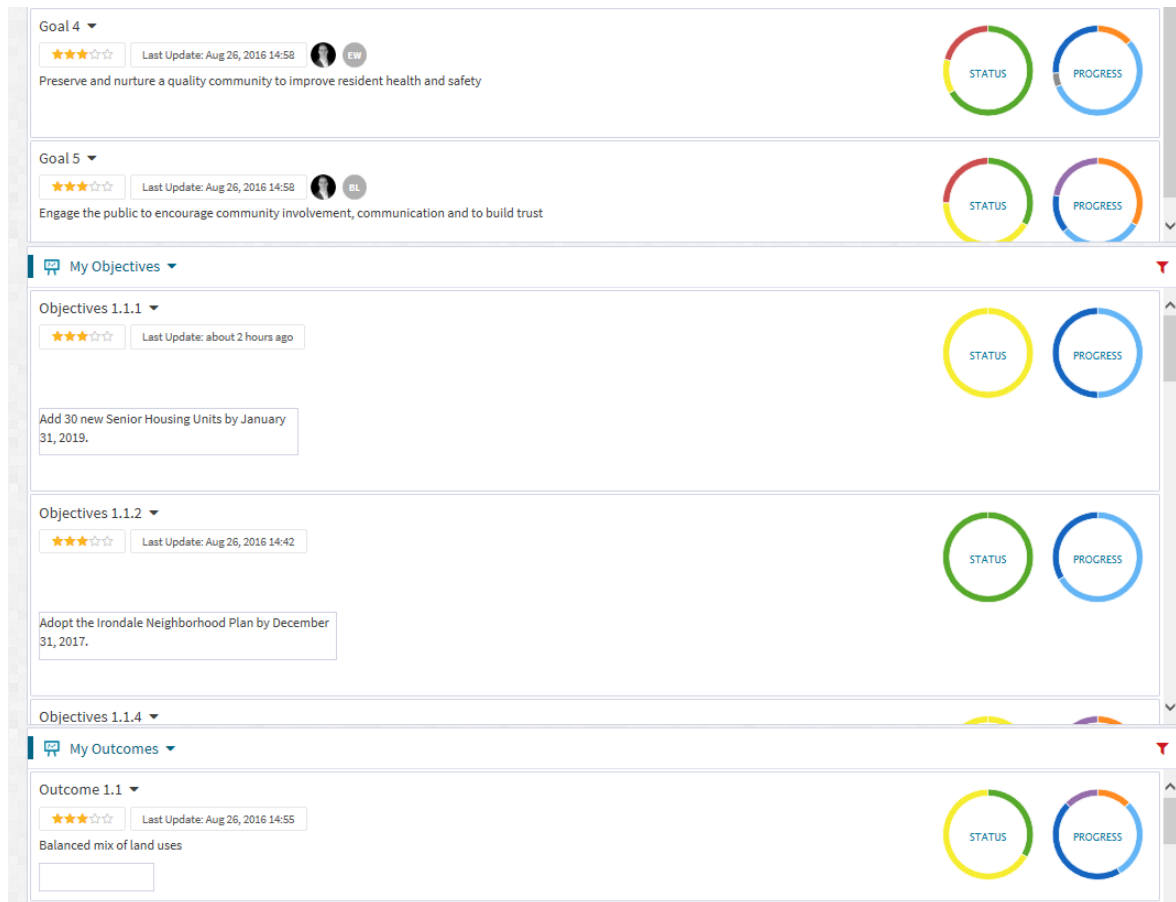 Goal 4
Last Update: Aug 26, 2016 14:58
EW
Preserve and nurture a quality community to improve resident health and safety
STATUS
PROGRESS
Goal 5
Last Update: Aug 26, 2016 14:58
BL
Engage the public to encourage community involvement, communication and to build trust
STATUS
PROGRESS
My Objectives
Objectives 1.1.1
Last Update: about 2 hours ago
STATUS
PROGRESS
Add 30 new Senior Housing Units by January
31, 2019.
Objectives 1.1.2
Last Update: Aug 26, 2016 14:42
STATUS
PROGRESS
Adopt the Irondale Neighborhood Plan by December
31, 2017.
Objectives 1.1.4
My Outcomes
Outcome 1.1
Last Update: Aug 26, 2016 14:55
Balanced mix of land uses
STATUS
PROGRESS